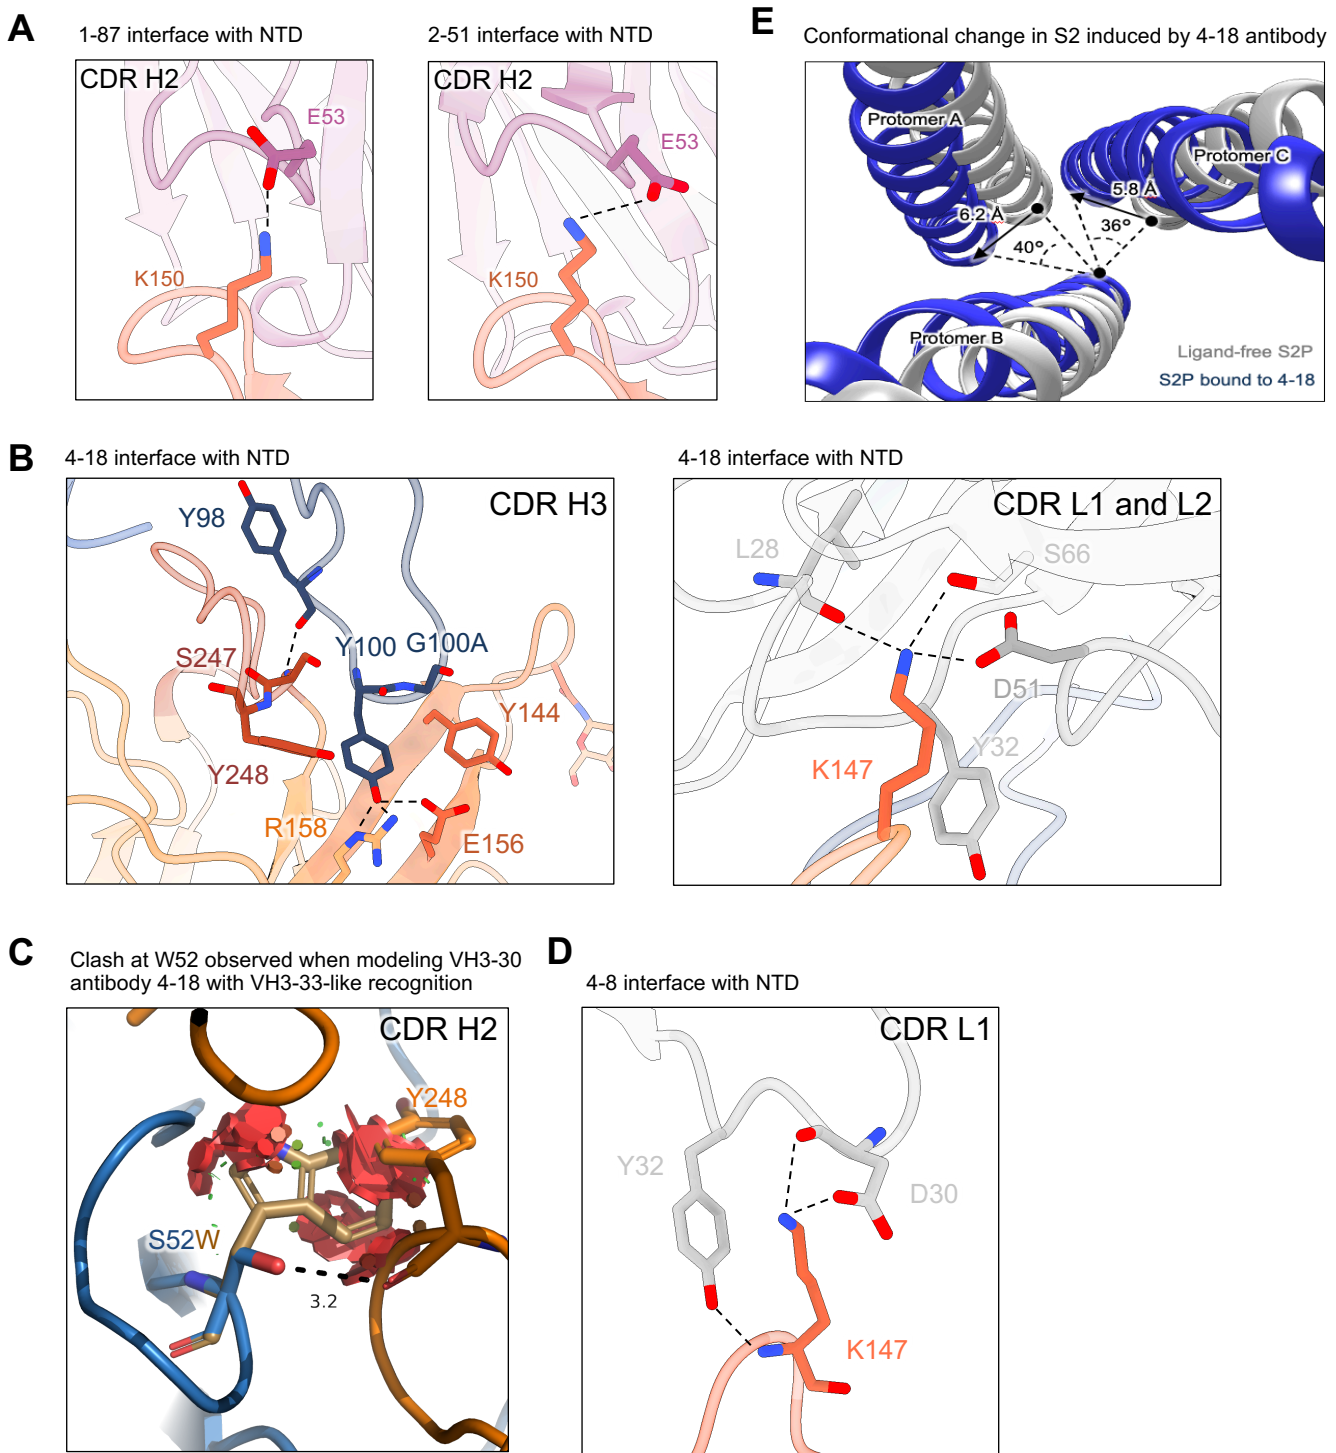 A
1-87 interface with NTD
CDR H2
E53
K150
2-51 interface with NTD
CDR H2
E53
K150
E
Conformational change in S2 induced by 4-18 antibody
Protomer A
Protomer C
5.8 Å
6.2 Å
36°
40°
Protomer B
Ligand-free S2P
S2P bound to 4-18
B
4-18 interface with NTD
CDR H3
Y98
S247
Y100
G100A
Y144
Y248
R158
E156
4-18 interface with NTD
CDR L1 and L2
L28
S66
D51
Y32
K147
C
Clash at W52 observed when modeling VH3-30
antibody 4-18 with VH3-33-like recognition
CDR H2
Y248
S52W
3.2
D
4-8 interface with NTD
CDR L1
Y32
D30
K147